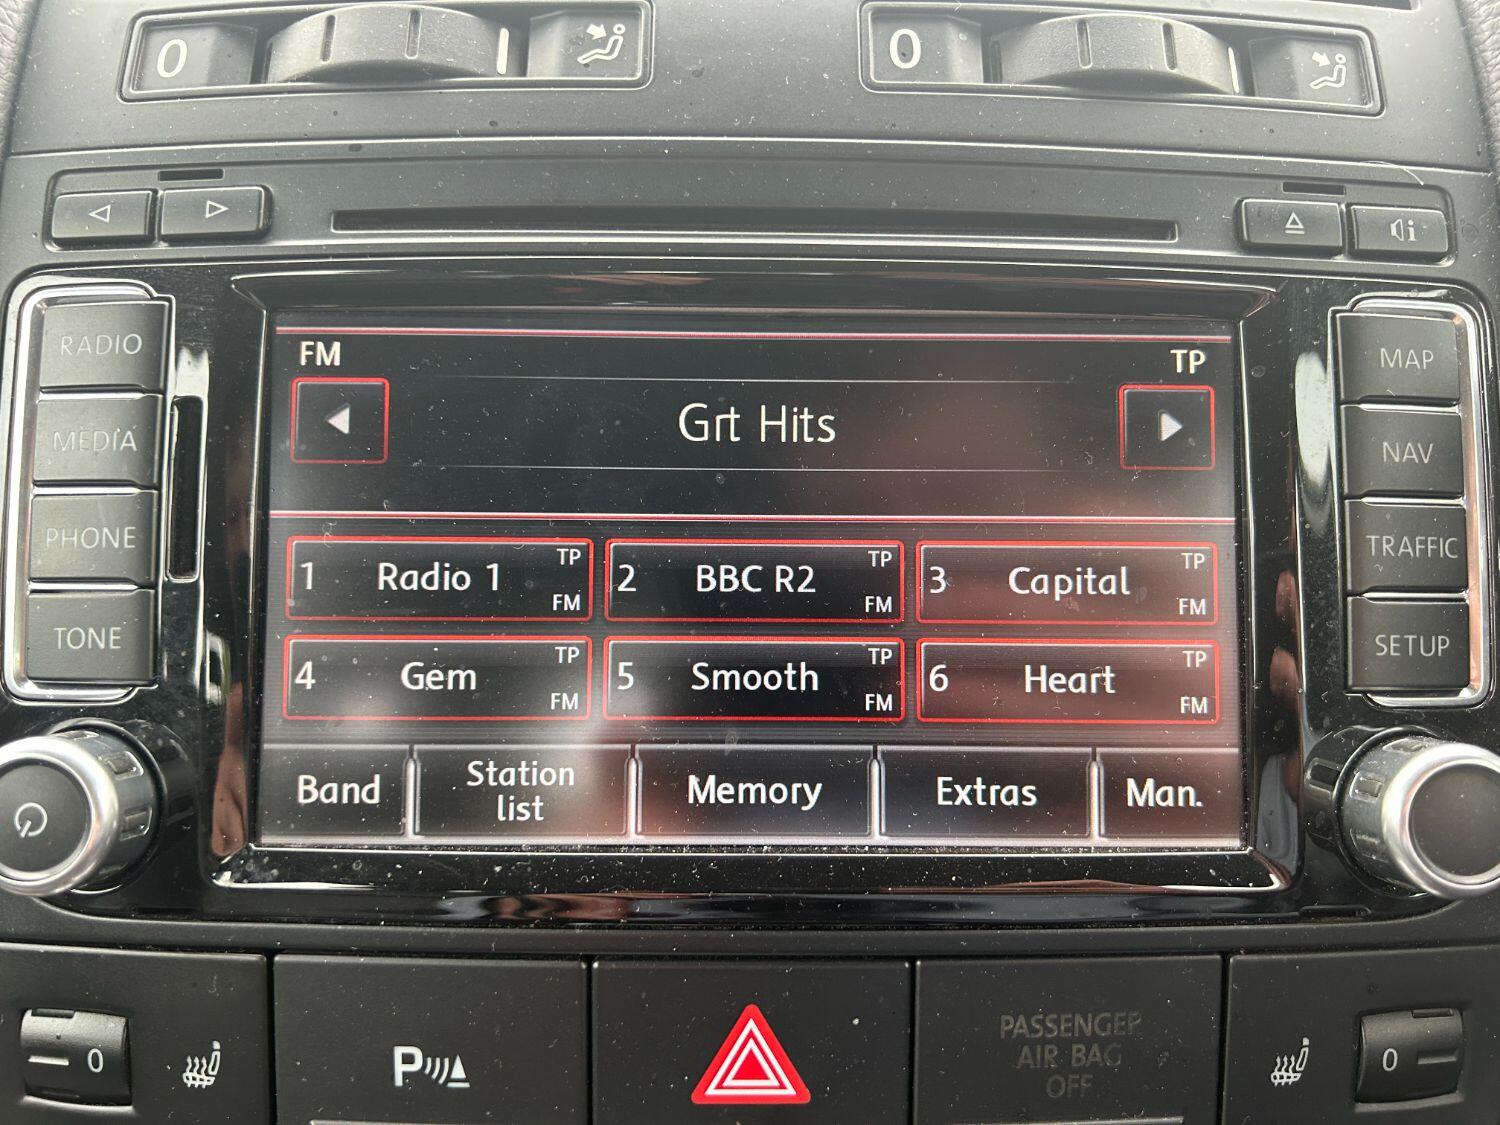 0
0
RADIO
MEDIA
PHONE
TONE
FM
TP
Grt Hits
1 Radio 1 TP FM
2 BBC R2 TP FM
3 Capital TP FM
4 Gem TP FM
5 Smooth TP FM
6 Heart TP FM
Band
Station
list
Memory
Extras
Man.
MAP
NAV
TRAFFIC
SETUP
i
0
P
PASSENGER
AIR BAG
OFF
0